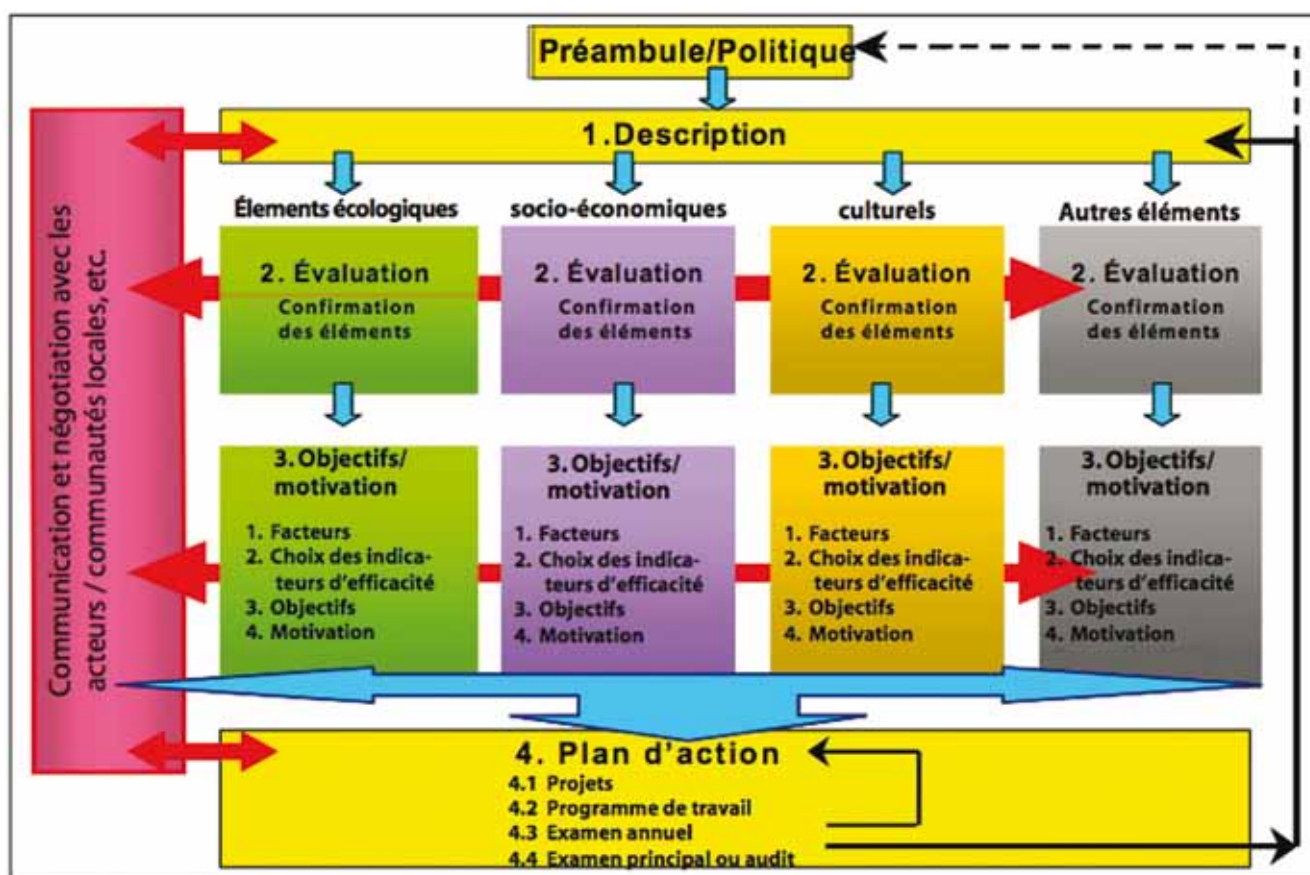 Préambule/Politique
1.Description
Communication et négotiation avec les
acteurs / communautés locales, etc.
Élements écologiques
socio-économiques
culturels
Autres éléments
2. Évaluation
Confirmation
des éléments
2. Évaluation
Confirmation
des éléments
2. Évaluation
Confirmation
des éléments
2. Évaluation
Confirmation
des éléments
3. Objectifs/
motivation
1. Facteurs
2. Choix des indica-
teurs d'efficacité
3. Objectifs
4. Motivation
3. Objectifs/
motivation
1. Facteurs
2. Choix des indica-
teurs d'efficacité
3. Objectifs
4. Motivation
3. Objectifs/
motivation
1. Facteurs
2. Choix des indica-
teurs d'efficacité
3. Objectifs
4. Motivation
3. Objectifs/
motivation
1. Facteurs
2. Choix des indica-
teurs d'efficacité
3. Objectifs
4. Motivation
4. Plan d'action
4.1 Projets
4.2 Programme de travail
4.3 Examen annuel
4.4 Examen principal ou audit